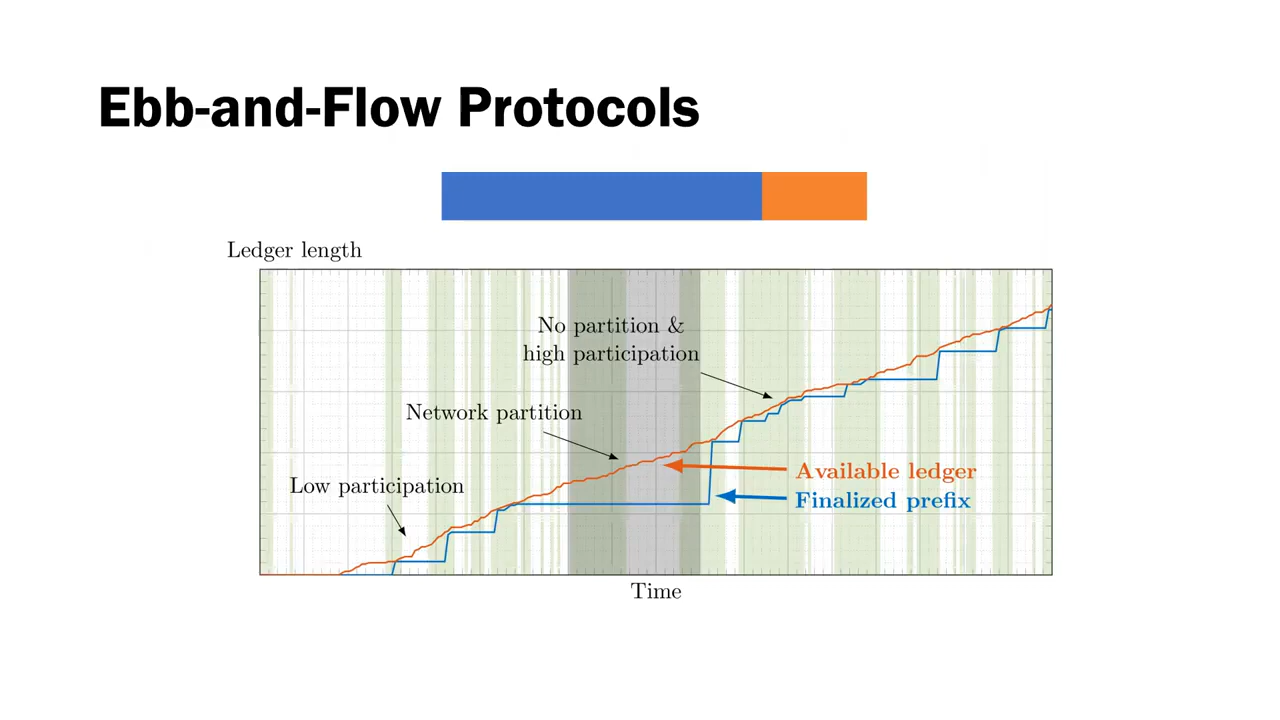 Ebb-and-Flow Protocols
Ledger length
No partition &
high participation
Network partition
Low participation
Available ledger
Finalized prefix
Time